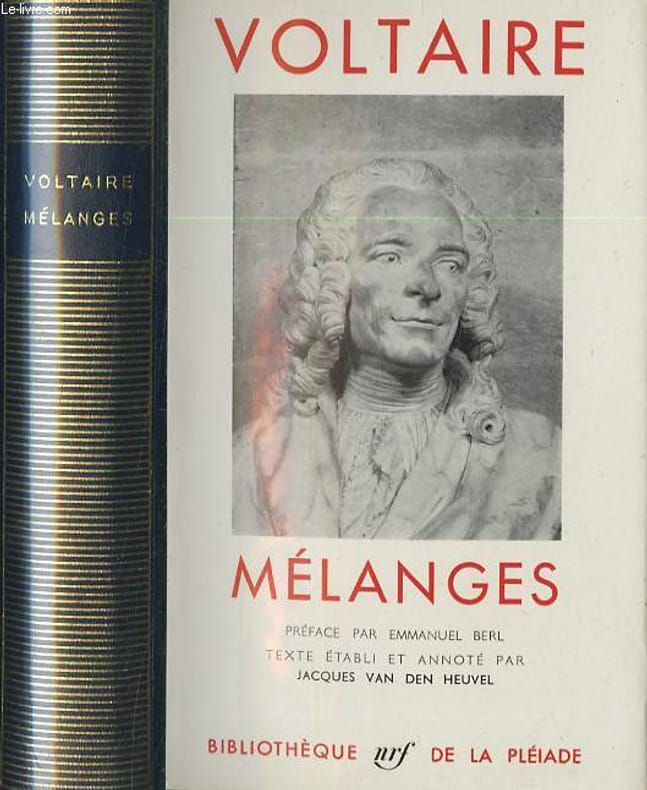 Le-livre.com
VOLTAIRE
MÉLANGES
VOLTAIRE
MÉLANGES
PRÉFACE PAR EMMANUEL BERL
TEXTE ÉTABLI ET ANNOTÉ PAR
JACQUES VAN DEN HEUVEL
BIBLIOTHÈQUE nrf DE LA PLÉIADE